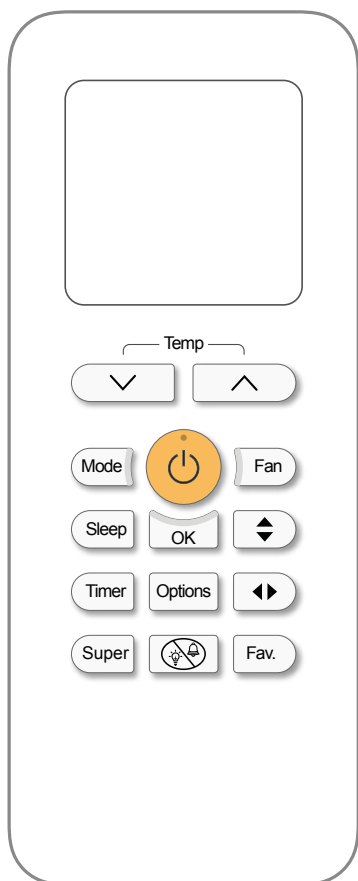 Temp
Mode
Fan
Sleep
OK
Timer
Options
Super
Fav.